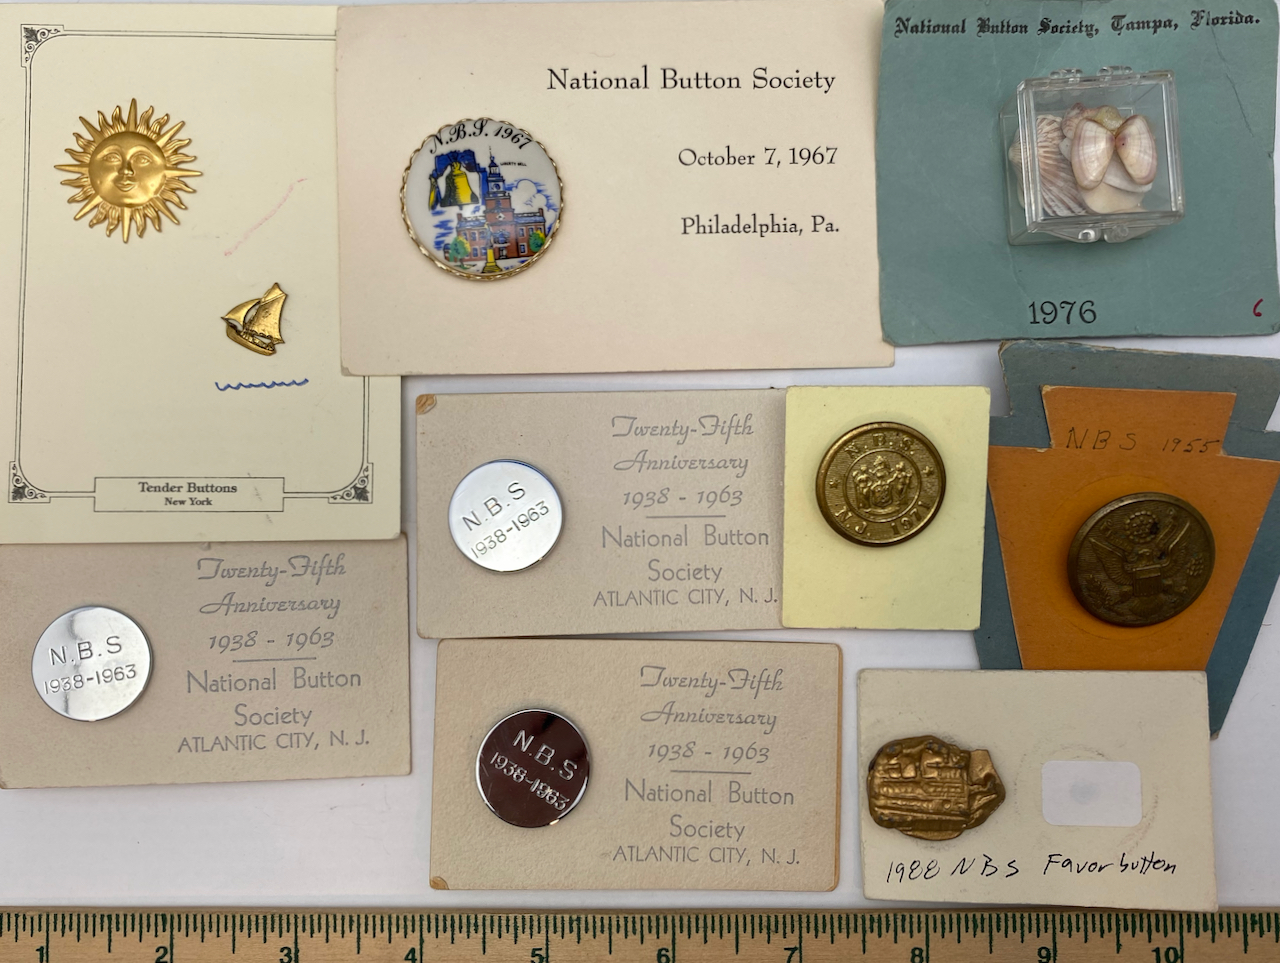 Tender Buttons
New York
N.B.S. 1967
LIBERTY BELL
National Button Society
October 7, 1967
Philadelphia, Pa.
National Button Society, Tampa, Florida.
1976
6
N.B.S
1938-1963
Twenty-Fifth
Anniversary
1938 - 1963
National Button
Society
ATLANTIC CITY, N. J.
N.B.S.
N.J. 1971
NBS 1955
N.B.S
1938-1963
Twenty-Fifth
Anniversary
1938 - 1963
National Button
Society
ATLANTIC CITY, N. J.
N.B.S
1938-1963
Twenty-Fifth
Anniversary
1938 - 1963
National Button
Society
ATLANTIC CITY, N. J.
1988 NBS Favor button
1 2 3 4 5 6 7 8 9 10